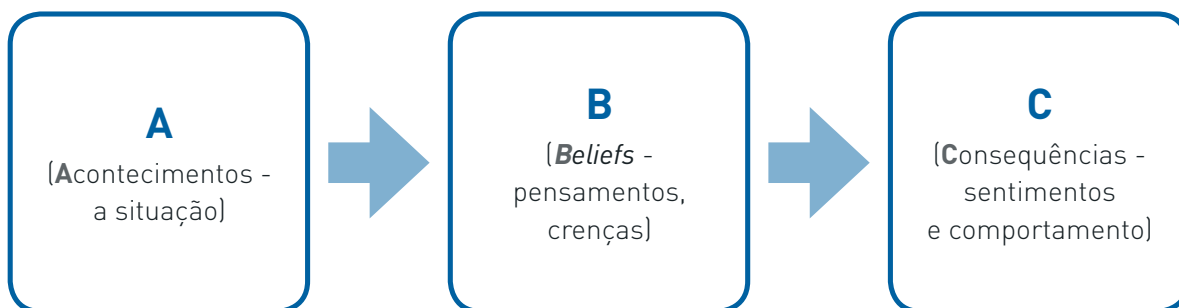 A
(Acontecimentos -
a situação)
B
(Beliefs -
pensamentos,
crenças)
C
(Consequências -
sentimentos
e comportamento)